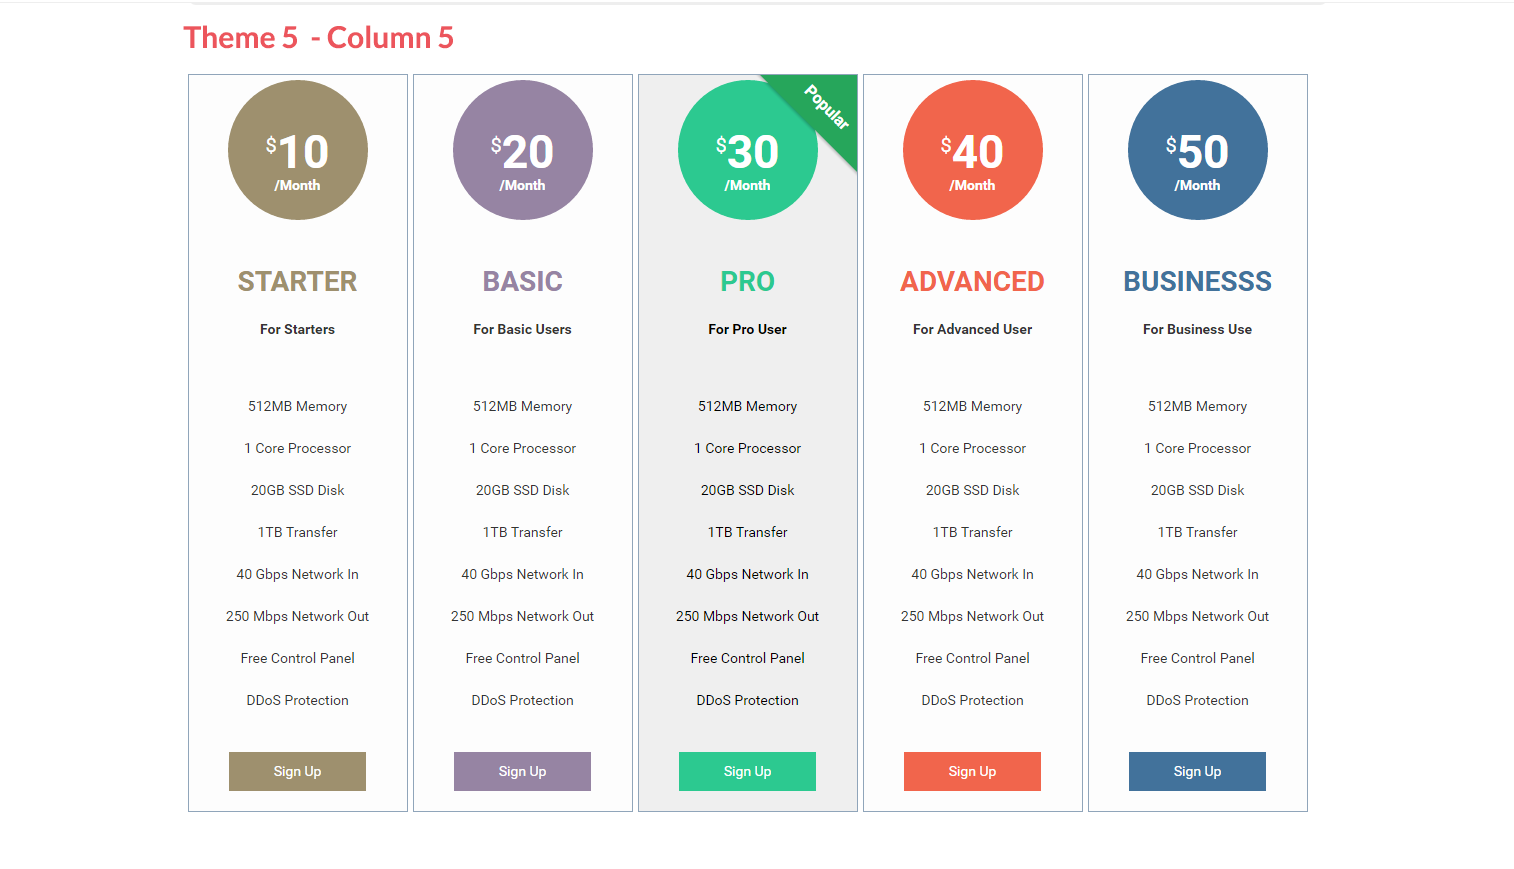 Theme 5 - Column 5
$10
/Month
STARTER
For Starters
512MB Memory
1 Core Processor
20GB SSD Disk
1TB Transfer
40 Gbps Network In
250 Mbps Network Out
Free Control Panel
DDoS Protection
Sign Up
$20
/Month
BASIC
For Basic Users
512MB Memory
1 Core Processor
20GB SSD Disk
1TB Transfer
40 Gbps Network In
250 Mbps Network Out
Free Control Panel
DDoS Protection
Sign Up
Popular
$30
/Month
PRO
For Pro User
512MB Memory
1 Core Processor
20GB SSD Disk
1TB Transfer
40 Gbps Network In
250 Mbps Network Out
Free Control Panel
DDoS Protection
Sign Up
$40
/Month
ADVANCED
For Advanced User
512MB Memory
1 Core Processor
20GB SSD Disk
1TB Transfer
40 Gbps Network In
250 Mbps Network Out
Free Control Panel
DDoS Protection
Sign Up
$50
/Month
BUSINESSS
For Business Use
512MB Memory
1 Core Processor
20GB SSD Disk
1TB Transfer
40 Gbps Network In
250 Mbps Network Out
Free Control Panel
DDoS Protection
Sign Up